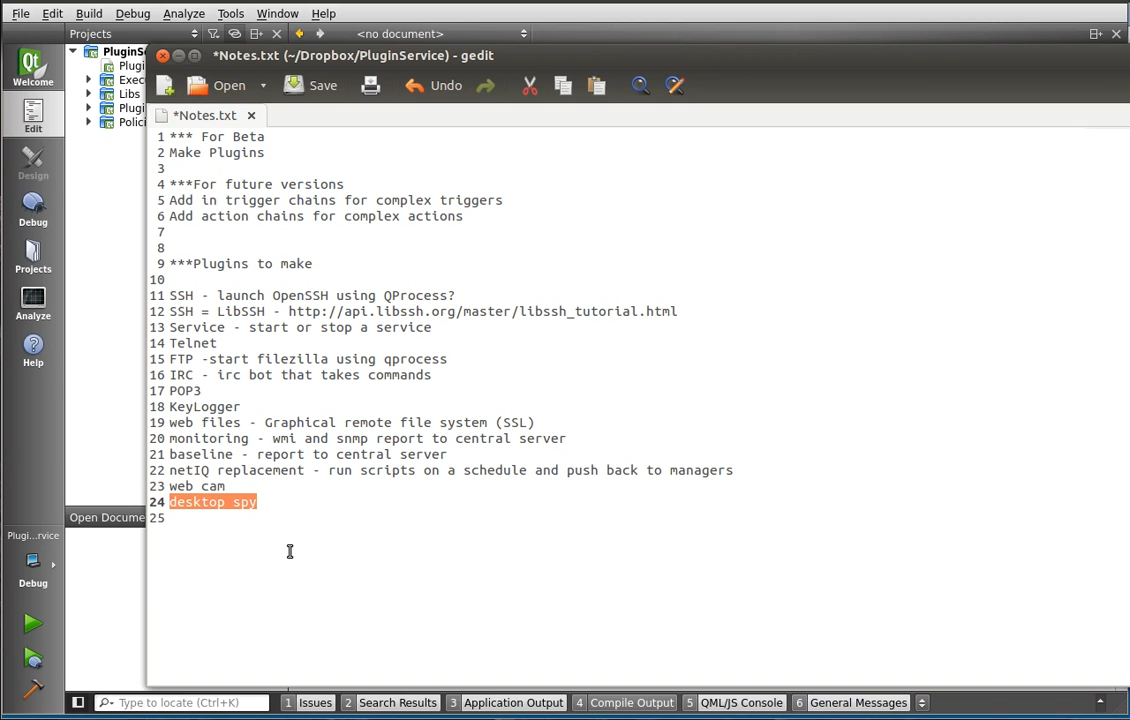 File Edit Build Debug Analyze Tools Window Help
Projects <no document>
*Notes.txt (~/Dropbox/PluginService) - gedit
Open Save Undo
*Notes.txt
Welcome
Edit
Design
Debug
Projects
Analyze
Help
PluginS
Plugi
Exec
Libs
Plugi
Polici
1 *** For Beta
2 Make Plugins
3
4 ***For future versions
5 Add in trigger chains for complex triggers
6 Add action chains for complex actions
7
8
9 ***Plugins to make
10
11 SSH - launch OpenSSH using QProcess?
12 SSH = LibSSH - http://api.libssh.org/master/libssh_tutorial.html
13 Service - start or stop a service
14 Telnet
15 FTP -start filezilla using qprocess
16 IRC - irc bot that takes commands
17 POP3
18 KeyLogger
19 web files - Graphical remote file system (SSL)
20 monitoring - wmi and snmp report to central server
21 baseline - report to central server
22 netIQ replacement - run scripts on a schedule and push back to managers
23 web cam
24 desktop spy
25
Open Docume
Plugi...rvice
Debug
Type to locate (Ctrl+K) 1 Issues 2 Search Results 3 Application Output 4 Compile Output 5 QML/JS Console 6 General Messages